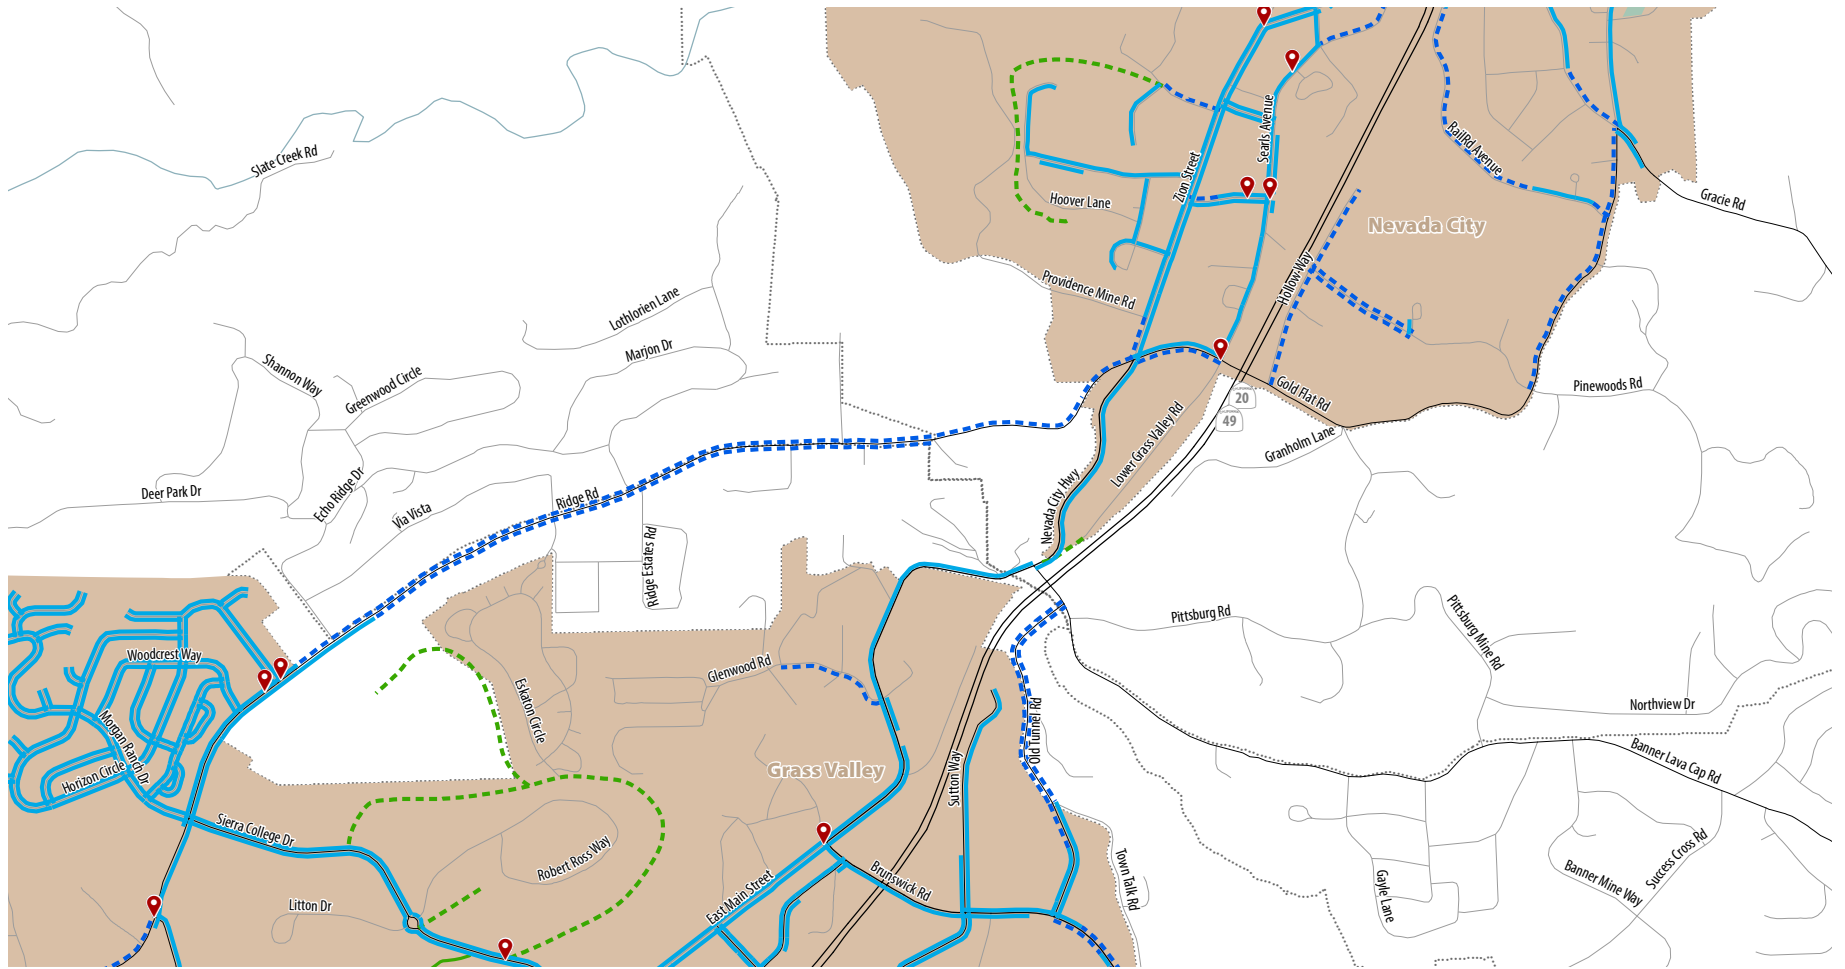 Slate Creek Rd
Searls Avenue
RailRd Avenue
Zion Street
Hoover Lane
Gracie Rd
Nevada City
Providence Mine Rd
Hollow Way
Lothlorien Lane
Marjon Dr
Shannon Way
Greenwood Circle
Pinewoods Rd
Gold Flat Rd
20
49
Lower Grass Valley Rd
Granholm Lane
Echo Ridge Dr
Deer Park Dr
Via Vista
Ridge Rd
Nevada City Hwy
Ridge Estates Rd
Pittsburg Rd
Pittsburg Mine Rd
Woodcrest Way
Glenwood Rd
Eskaton Circle
Old Tunnel Rd
Northview Dr
Morgan Ranch Dr
Horizon Circle
Grass Valley
Sutton Way
Banner Lava Cap Rd
Sierra College Dr
Robert Ross Way
East Main Street
Brunswick Rd
Town Talk Rd
Gayle Lane
Banner Mine Way
Success Cross Rd
Litton Dr